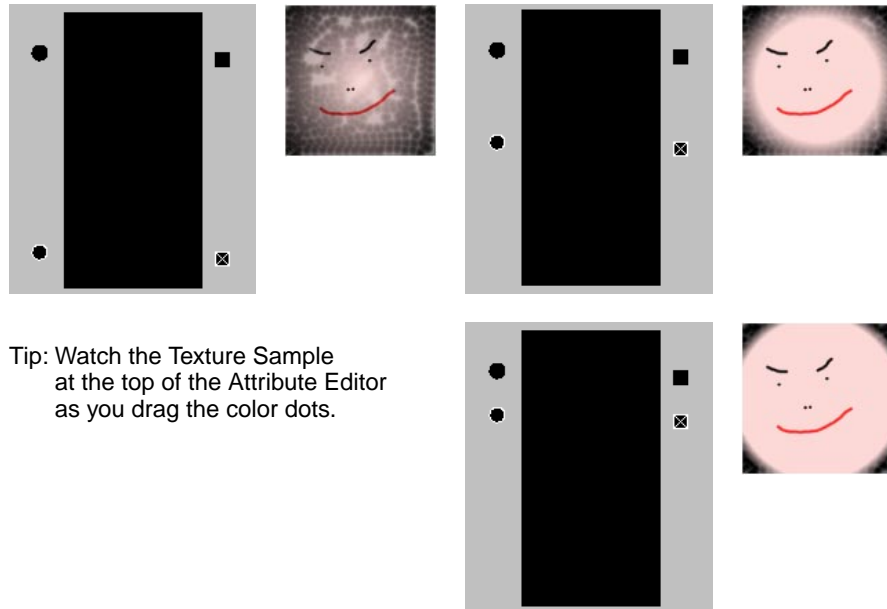 Tip: Watch the Texture Sample
at the top of the Attribute Editor
as you drag the color dots.